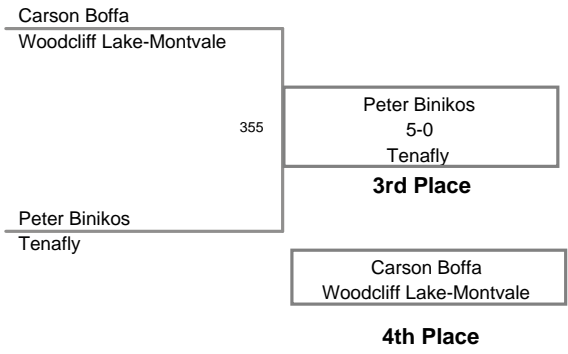 Carson Boffa
Woodcliff Lake-Montvale
355
Peter Binikos
5-0
Tenafly
3rd Place
Peter Binikos
Tenafly
Carson Boffa
Woodcliff Lake-Montvale
4th Place